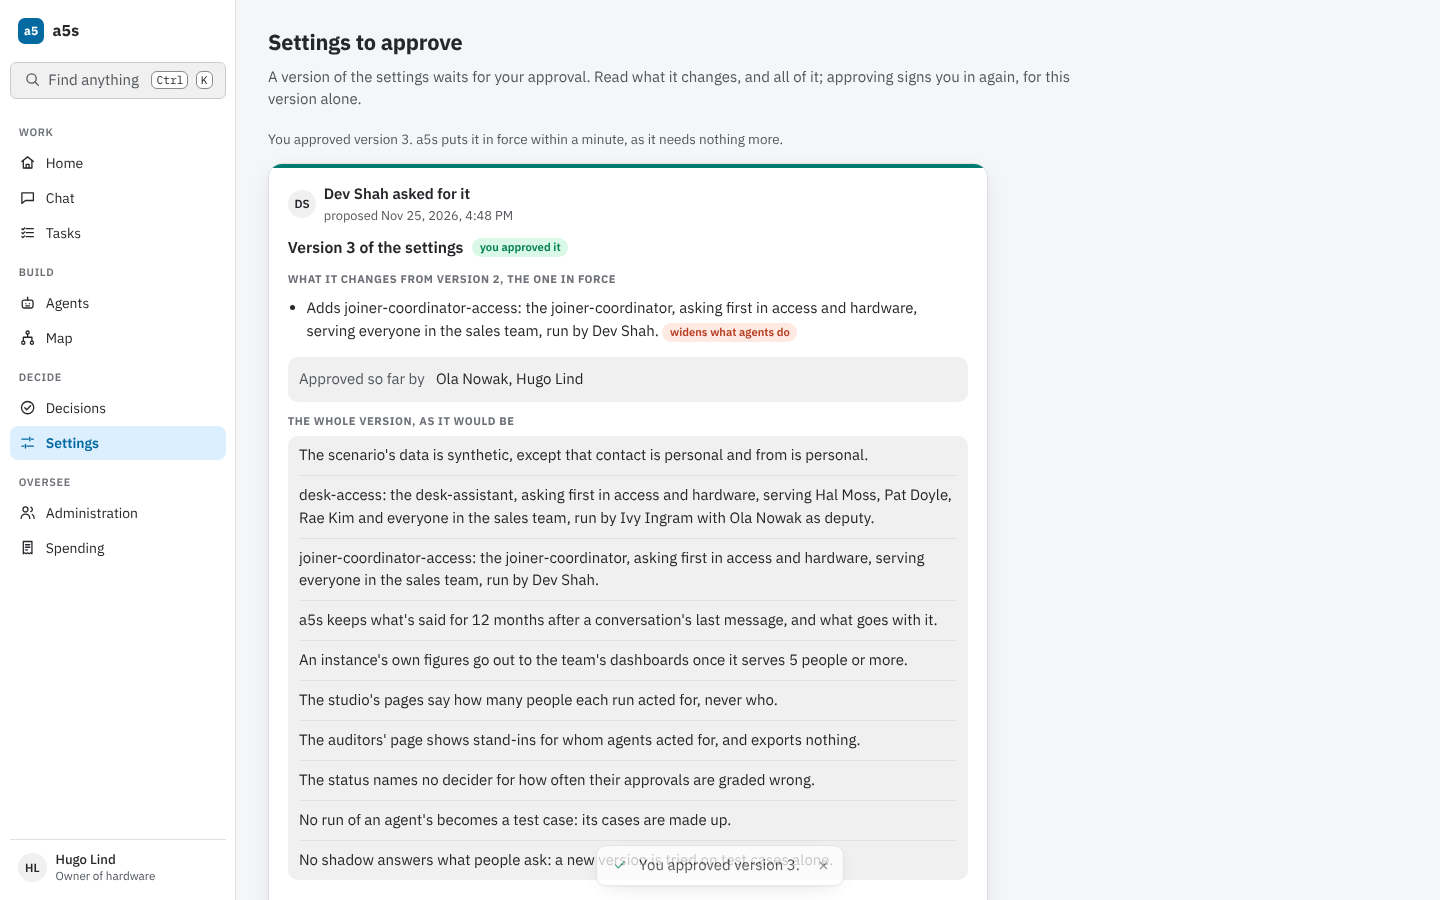 a5 a5s
Find anything Ctrl K
WORK
Home
Chat
Tasks
BUILD
Agents
Map
DECIDE
Decisions
Settings
OVERSEE
Administration
Spending
HL Hugo Lind
Owner of hardware
Settings to approve
A version of the settings waits for your approval. Read what it changes, and all of it; approving signs you in again, for this
version alone.
You approved version 3. a5s puts it in force within a minute, as it needs nothing more.
DS Dev Shah asked for it
proposed Nov 25, 2026, 4:48 PM
Version 3 of the settings you approved it
WHAT IT CHANGES FROM VERSION 2, THE ONE IN FORCE
• Adds joiner-coordinator-access: the joiner-coordinator, asking first in access and hardware,
serving everyone in the sales team, run by Dev Shah. widens what agents do
Approved so far by Ola Nowak, Hugo Lind
THE WHOLE VERSION, AS IT WOULD BE
The scenario's data is synthetic, except that contact is personal and from is personal.
desk-access: the desk-assistant, asking first in access and hardware, serving Hal Moss, Pat Doyle,
Rae Kim and everyone in the sales team, run by Ivy Ingram with Ola Nowak as deputy.
joiner-coordinator-access: the joiner-coordinator, asking first in access and hardware, serving
everyone in the sales team, run by Dev Shah.
a5s keeps what's said for 12 months after a conversation's last message, and what goes with it.
An instance's own figures go out to the team's dashboards once it serves 5 people or more.
The studio's pages say how many people each run acted for, never who.
The auditors' page shows stand-ins for whom agents acted for, and exports nothing.
The status names no decider for how often their approvals are graded wrong.
No run of an agent's becomes a test case: its cases are made up.
No shadow answers what people ask: a new version is tried on test cases alone.
You approved version 3.